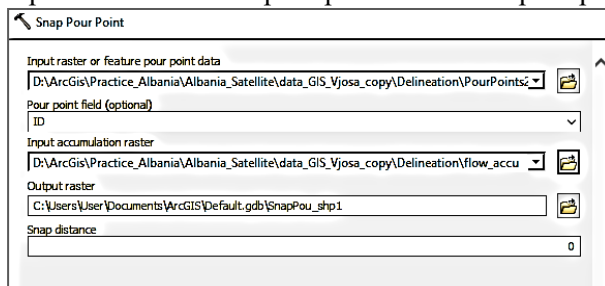 Snap Pour Point
Input raster or feature pour point data
D:\ArcGis\Practice_Albania\Albania_Satellite\data_GIS_Vjosa_copy\Delineation\PourPoints2
Pour point field (optional)
ID
Input accumulation raster
D:\ArcGis\Practice_Albania\Albania_Satellite\data_GIS_Vjosa_copy\Delineation\flow_accu
Output raster
C:\Users\User\Documents\ArcGIS\Default.gdb\SnapPou_shp1
Snap distance
0